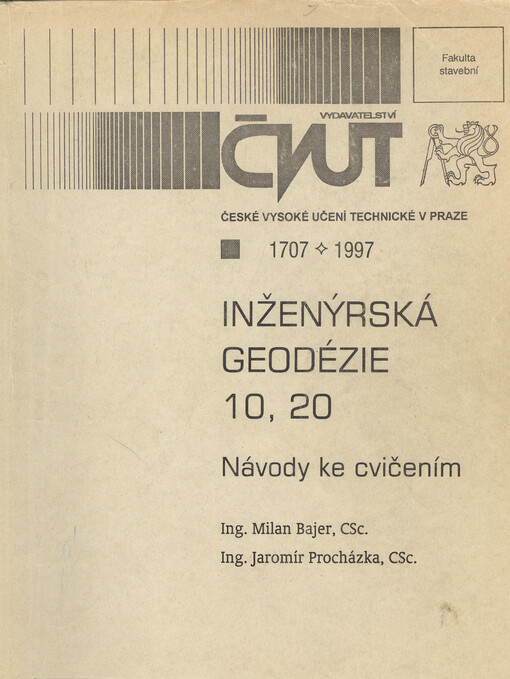 Fakulta
stavební
VYDAVATELSTVÍ
ČVUT
ČESKÉ VYSOKÉ UČENÍ TECHNICKÉ V PRAZE
1707 ✧ 1997
INŽENÝRSKÁ
GEODÉZIE
10, 20
Návody ke cvičením
Ing. Milan Bajer, CSc.
Ing. Jaromír Procházka, CSc.